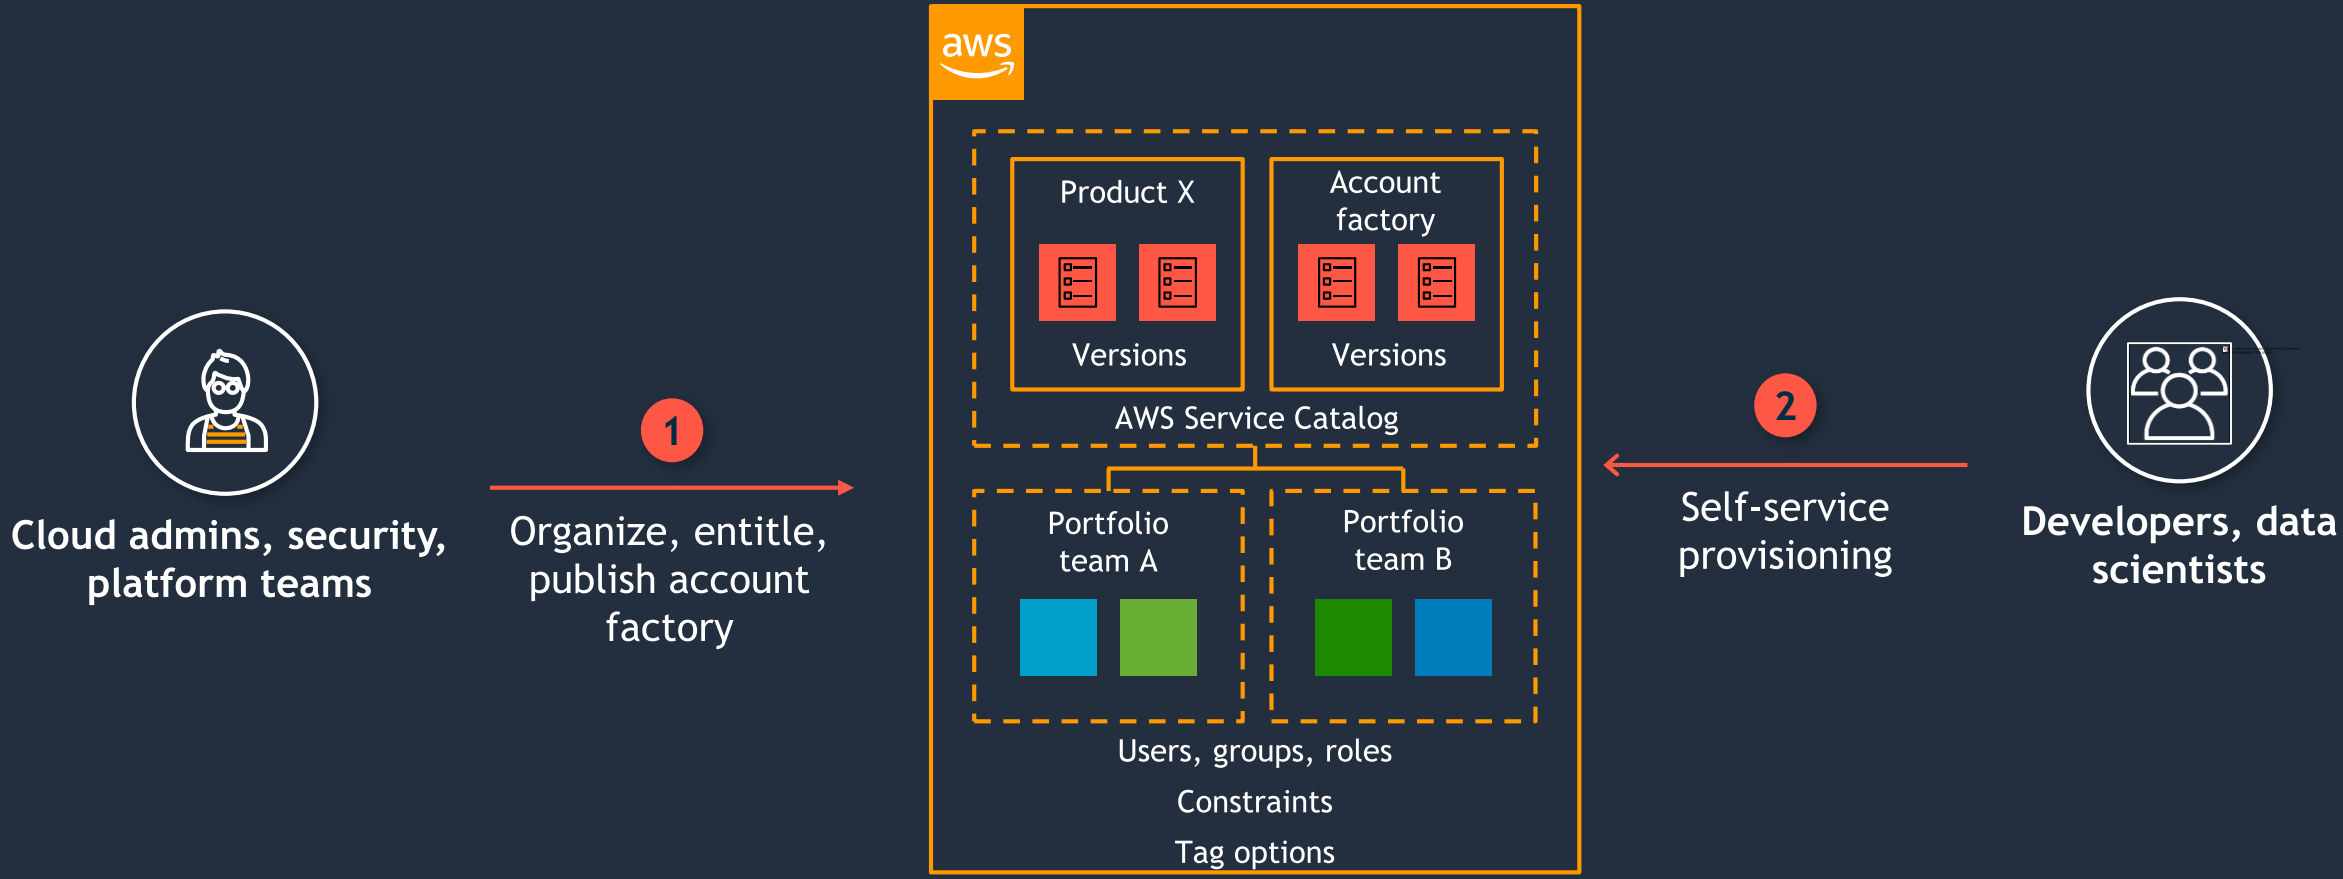 aws
Product X
Versions
Account
factory
Versions
AWS Service Catalog
Portfolio
team A
Portfolio
team B
Users, groups, roles
Constraints
Tag options
Cloud admins, security,
platform teams
1
Organize, entitle,
publish account
factory
2
Self-service
provisioning
Developers, data
scientists